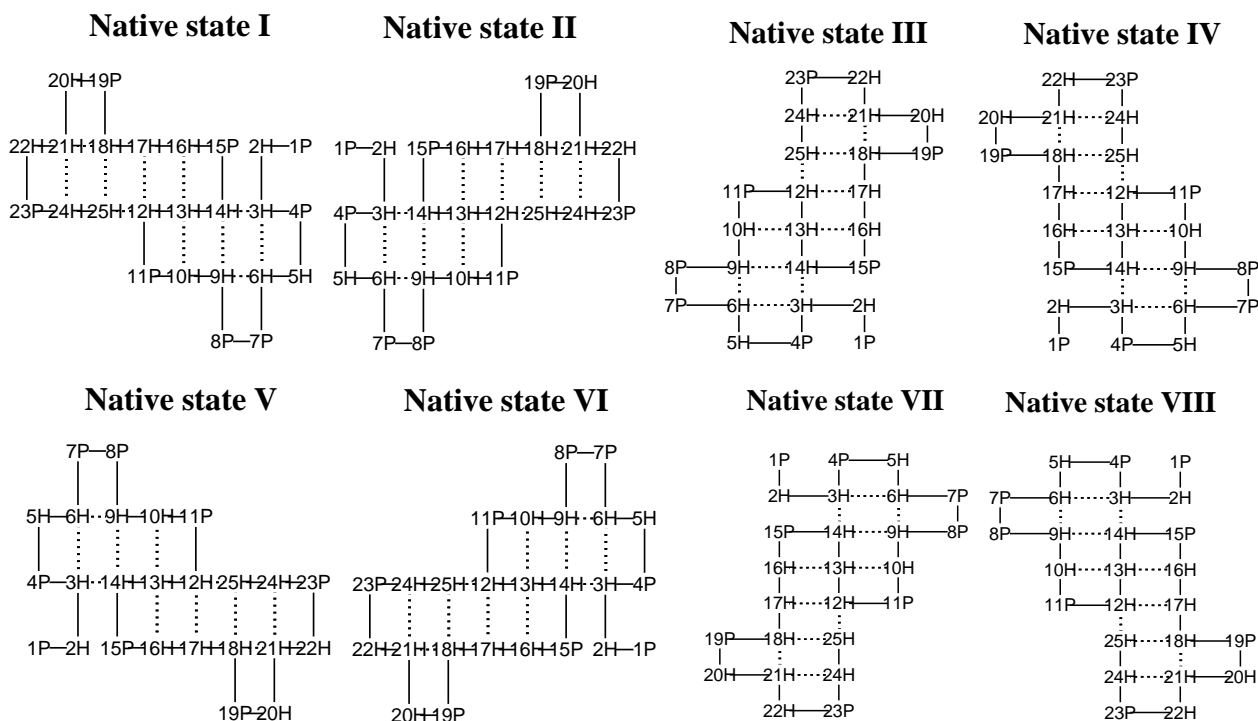 Native state I
20H 19P
22H 21H 18H 17H 16H 15P 2H 1P
23P 24H 25H 12H 13H 14H 3H 4P
11P 10H 9H 6H 5H
8P 7P
Native state II
19P 20H
1P 2H 15P 16H 17H 18H 21H 22H
4P 3H 14H 13H 12H 25H 24H 23P
5H 6H 9H 10H 11P
7P 8P
Native state III
23P 22H
24H 21H 20H
25H 18H 19P
11P 12H 17H
10H 13H 16H
8P 9H 14H 15P
7P 6H 3H 2H
5H 4P 1P
Native state IV
22H 23P
20H 21H 24H
19P 18H 25H
17H 12H 11P
16H 13H 10H
15P 14H 9H 8P
2H 3H 6H 7P
1P 4P 5H
Native state V
7P 8P
5H 6H 9H 10H 11P
4P 3H 14H 13H 12H 25H 24H 23P
1P 2H 15P 16H 17H 18H 21H 22H
19P 20H
Native state VI
8P 7P
11P 10H 9H 6H 5H
23P 24H 25H 12H 13H 14H 3H 4P
22H 21H 18H 17H 16H 15P 2H 1P
20H 19P
Native state VII
1P 4P 5H
2H 3H 6H 7P
15P 14H 9H 8P
16H 13H 10H
17H 12H 11P
19P 18H 25H
20H 21H 24H
22H 23P
Native state VIII
5H 4P 1P
7P 6H 3H 2H
8P 9H 14H 15P
10H 13H 16H
11P 12H 17H
25H 18H 19P
24H 21H 20H
23P 22H